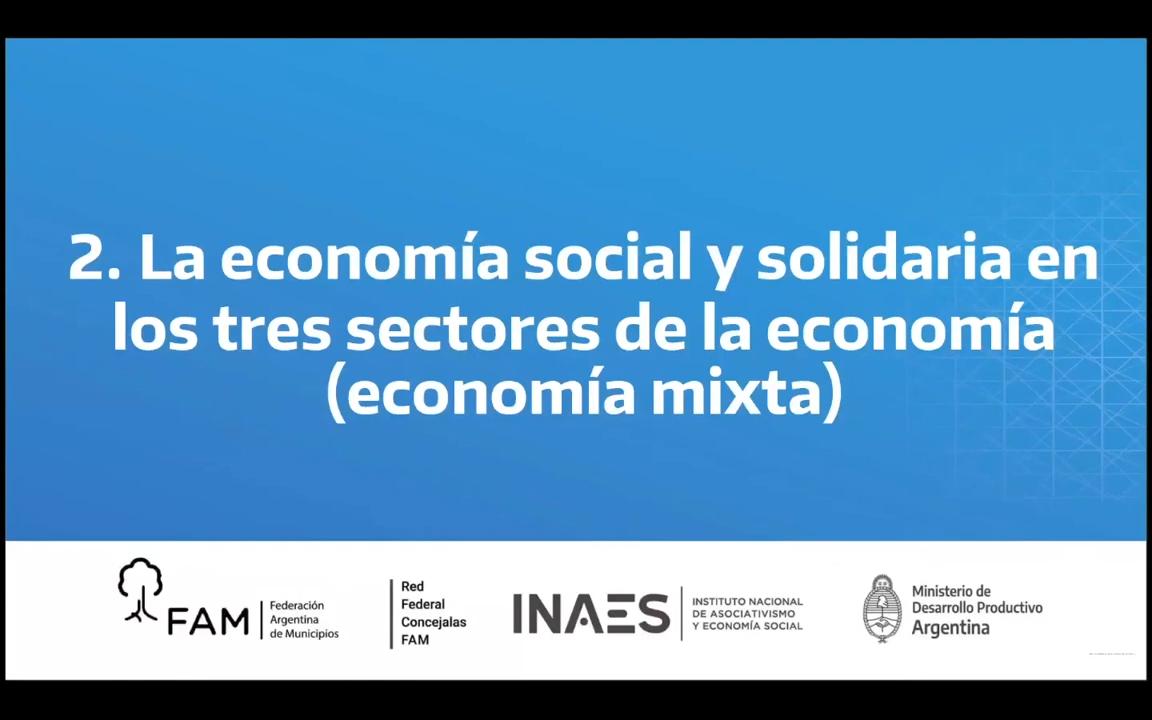 2. La economía social y solidaria en
los tres sectores de la economía
(economía mixta)
FAM
Federación
Argentina
de Municipios
Red
Federal
Concejalas
FAM
INAES
INSTITUTO NACIONAL
DE ASOCIATIVISMO
Y ECONOMÍA SOCIAL
Ministerio de
Desarrollo Productivo
Argentina